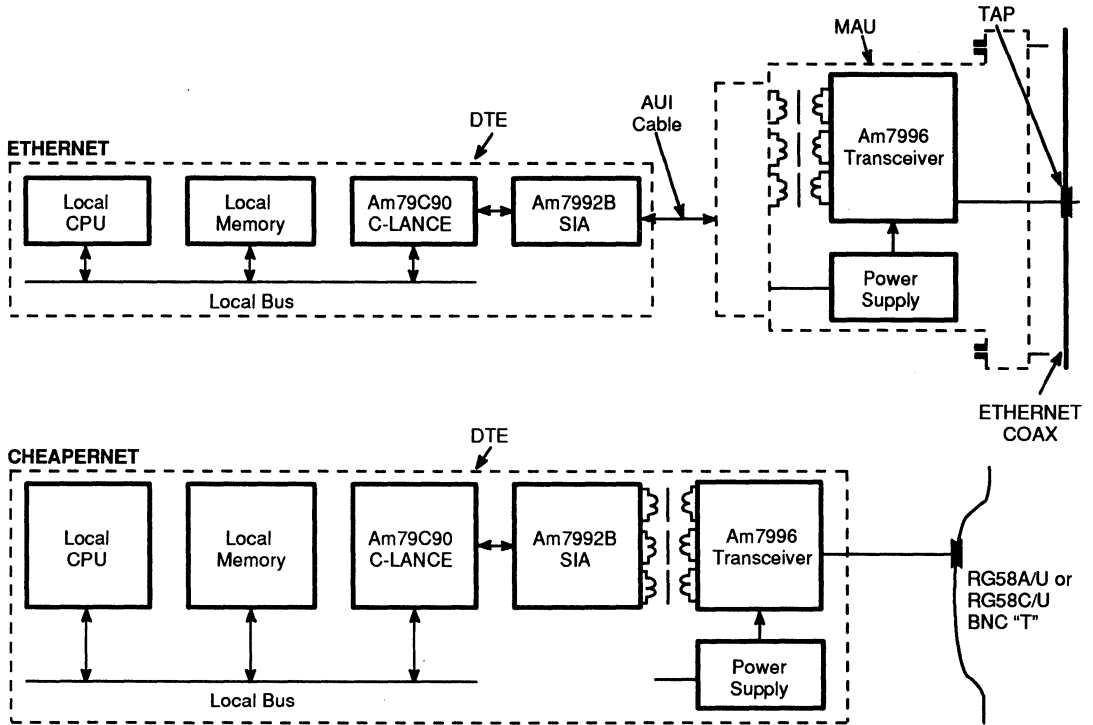 TAP
MAU
AUI
Cable
DTE
ETHERNET
Am7996
Transceiver
Local
CPU
Local
Memory
Am79C90
C-LANCE
Am7992B
SIA
Local Bus
Power
Supply
ETHERNET
COAX
DTE
CHEAPERNET
Local
CPU
Local
Memory
Am79C90
C-LANCE
Am7992B
SIA
Am7996
Transceiver
RG58A/U or
RG58C/U
BNC “T”
Power
Supply
Local Bus